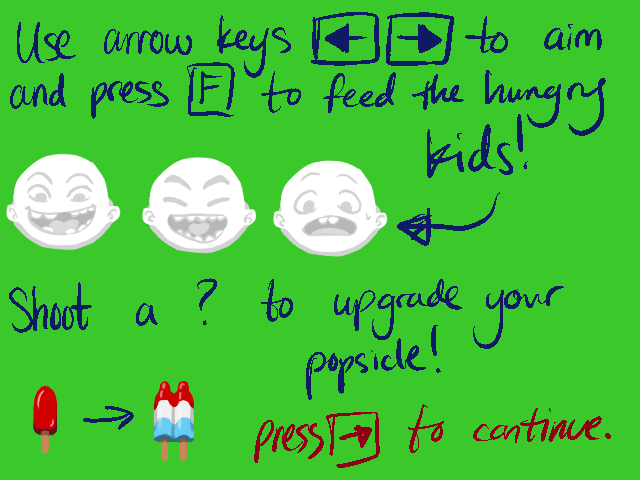 Use arrow keys ← → to aim
and press F to feed the hungry
kids!
Shoot a ? to upgrade your
popsicle!
press → to continue.